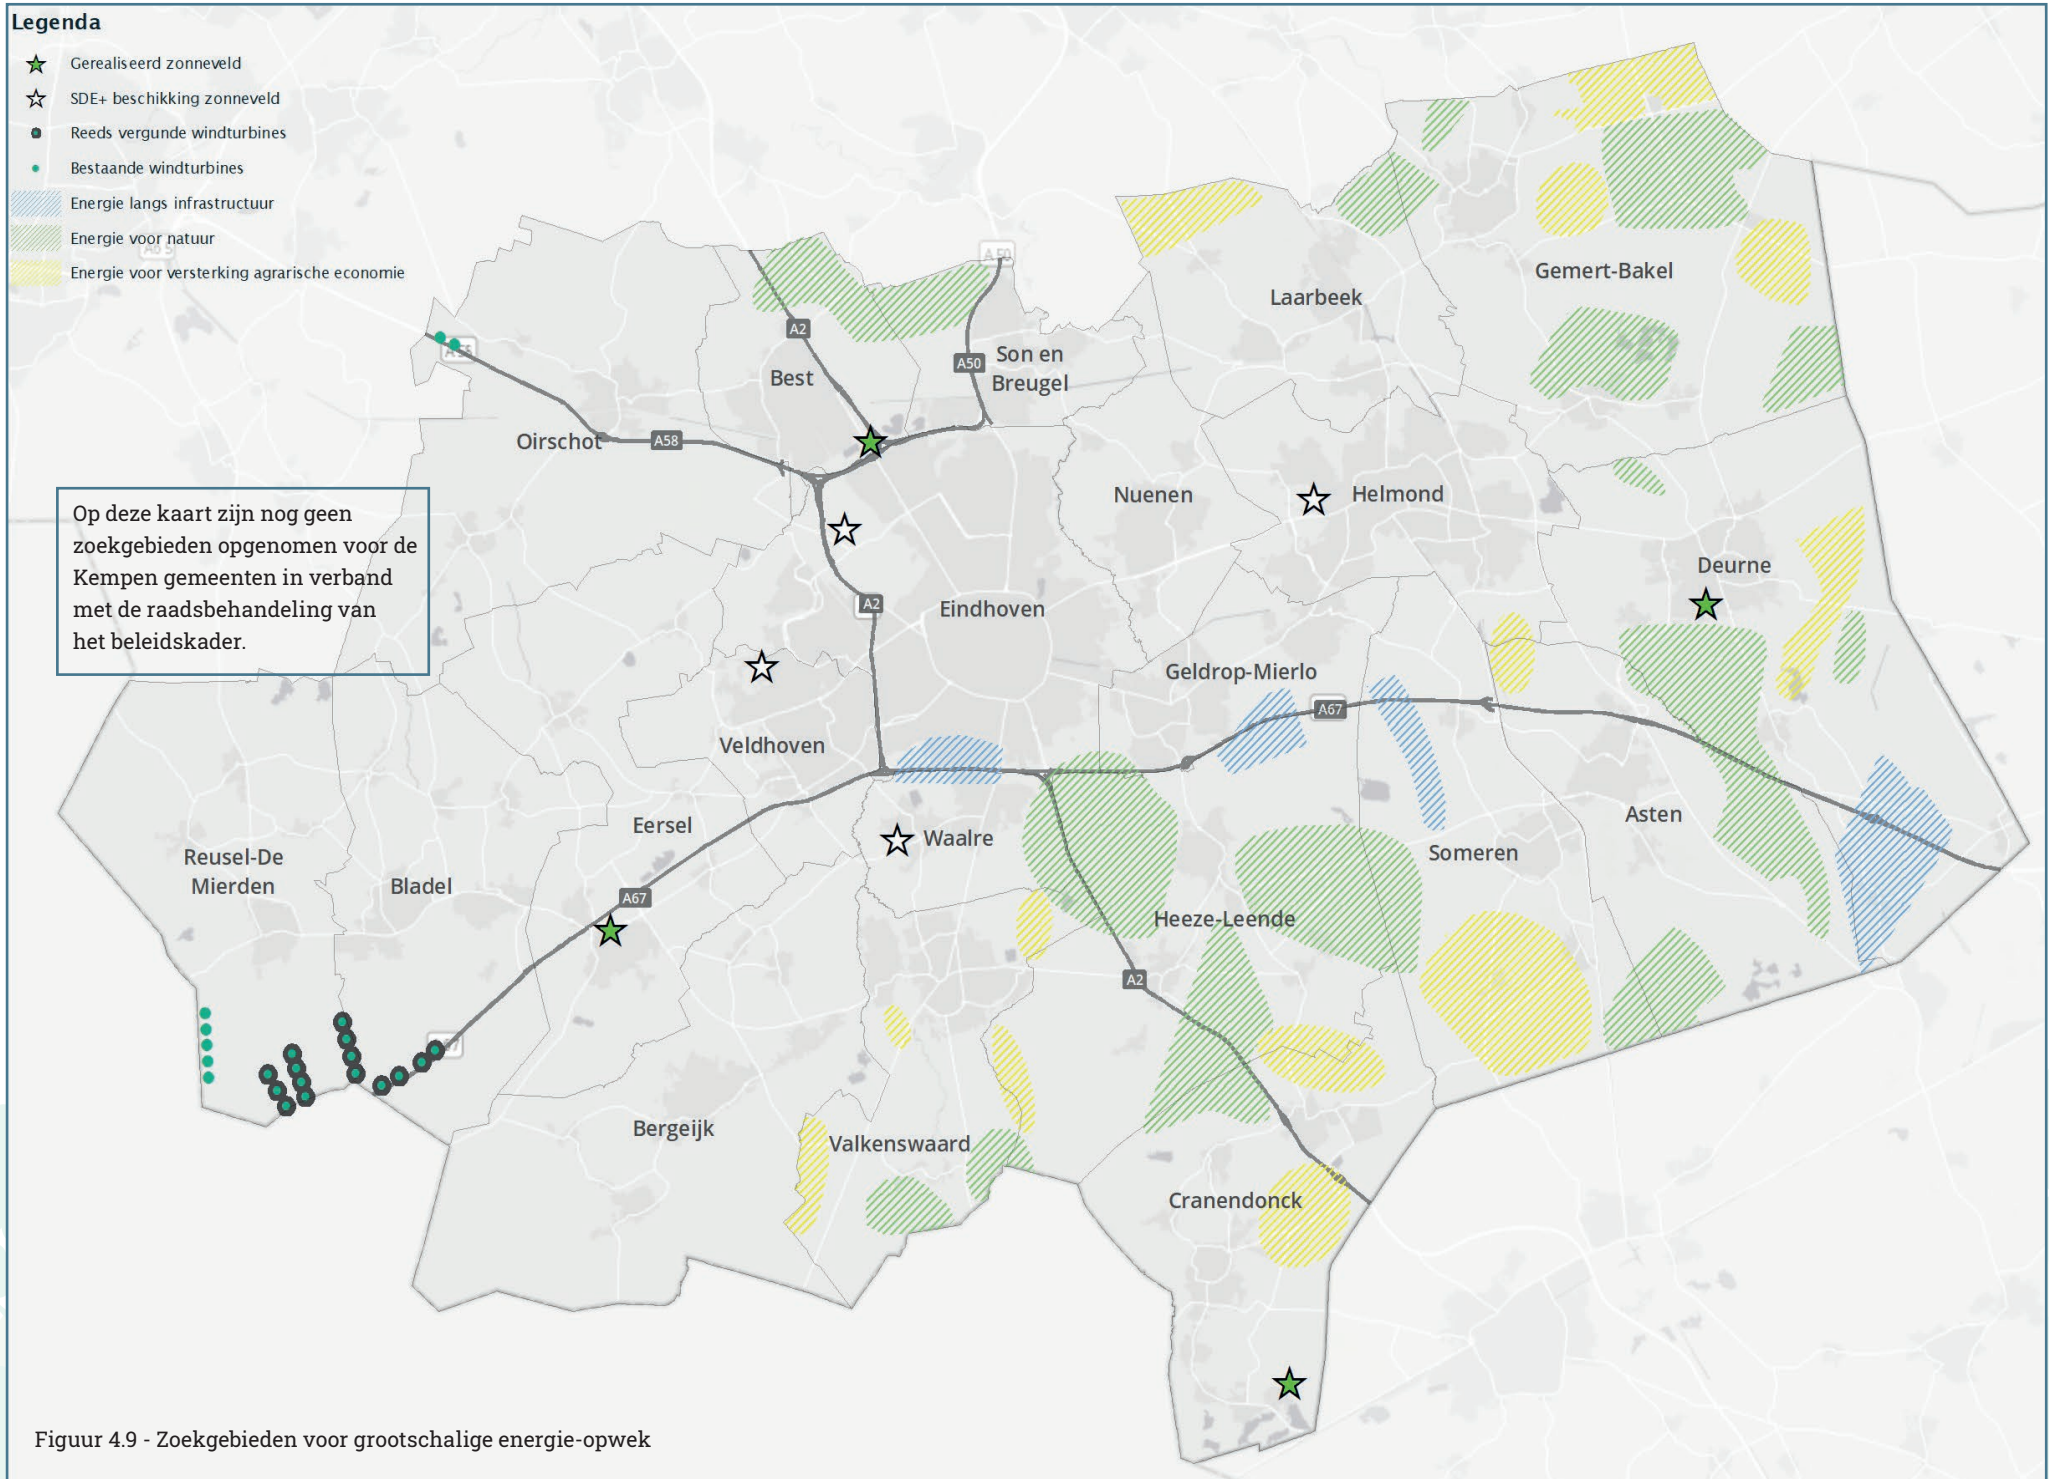 Legenda
Gerealiseerd zonneveld
SDE+ beschikking zonneveld
Reeds vergunde windturbines
Bestaande windturbines
Energie langs infrastructuur
Energie voor natuur
Energie voor versterking agrarische economie
A65
A50
Gemert-Bakel
Laarbeek
A2
A58
A50
Son en
Breugel
Best
Oirschot
A58
Nuenen
Helmond
Op deze kaart zijn nog geen
zoekgebieden opgenomen voor de
Kempen gemeenten in verband
met de raadsbehandeling van
het beleidskader.
Deurne
A2
Eindhoven
Geldrop-Mierlo
A67
Veldhoven
Asten
Eersel
Waalre
Someren
Reusel-De
Mierden
Bladel
A67
Heeze-Leende
A2
A67
Bergeijk
Valkenswaard
Cranendonck
Figuur 4.9 - Zoekgebieden voor grootschalige energie-opwek